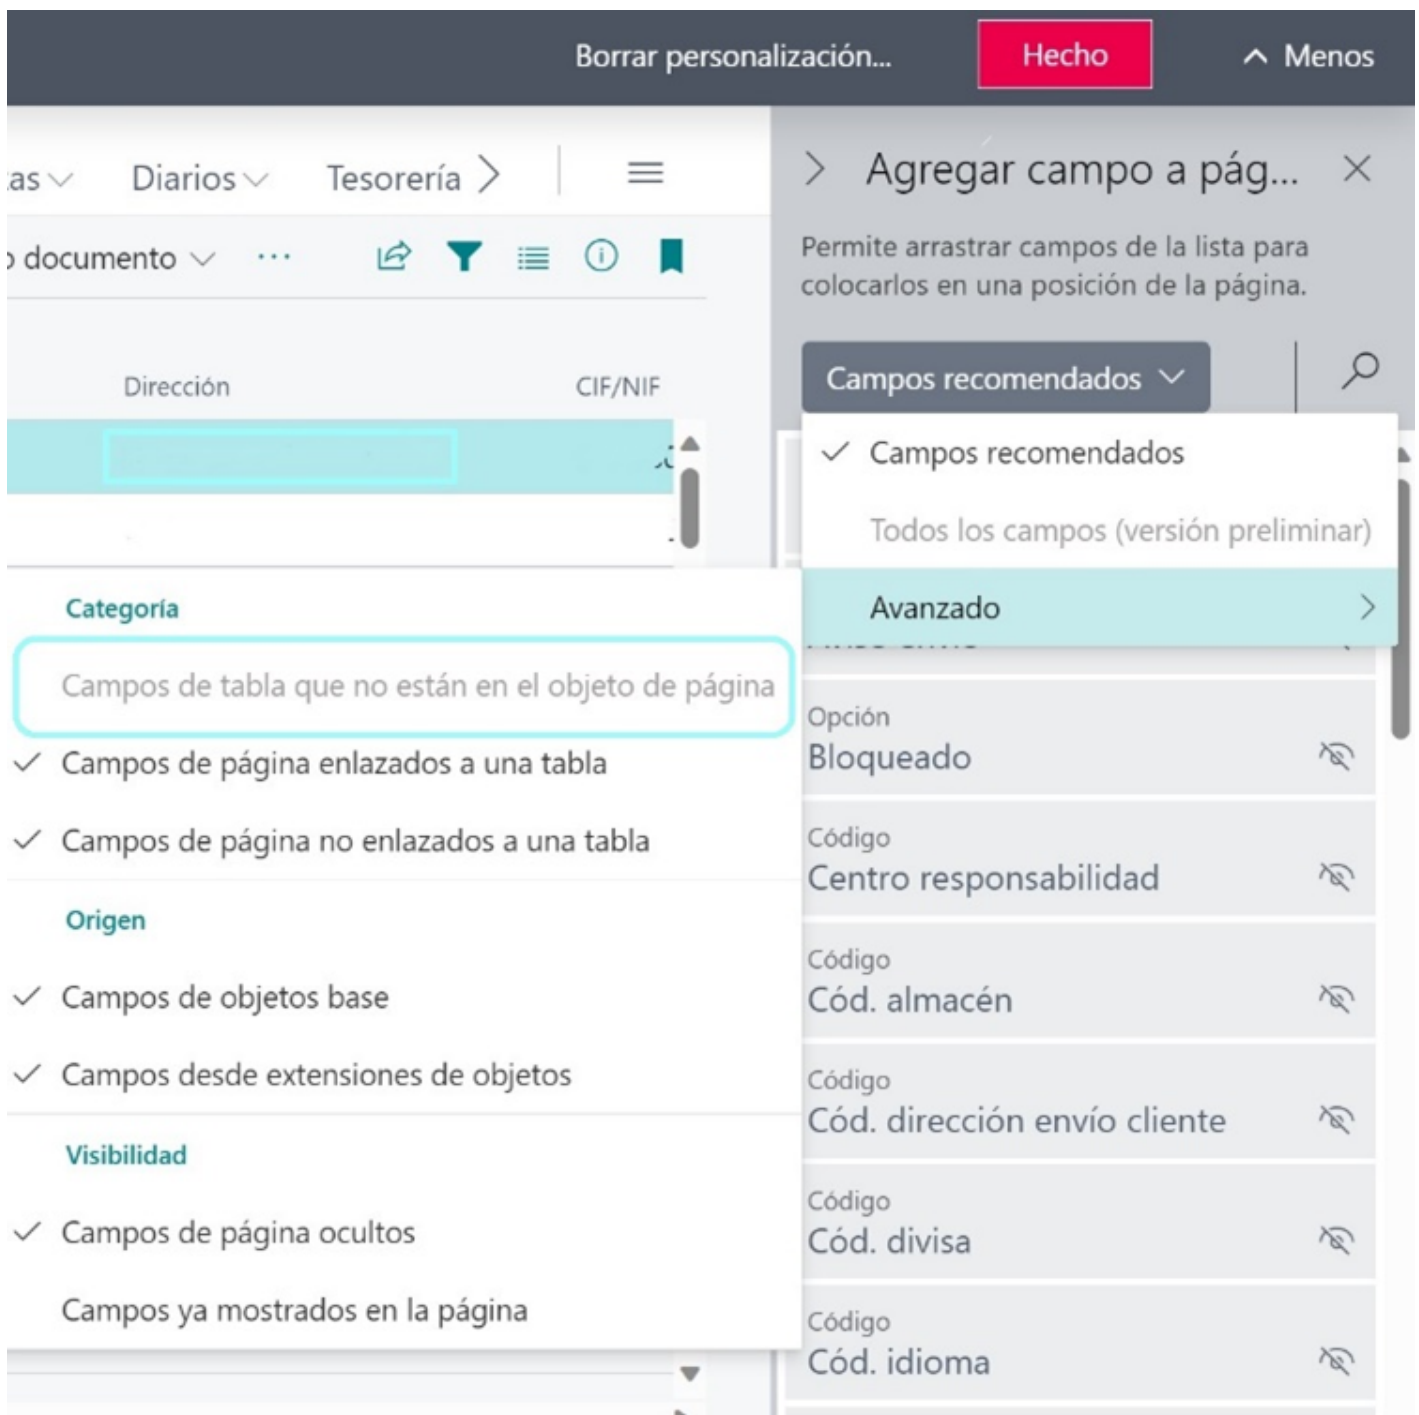 Borrar personalización...
Hecho
Menos
Diarios
Tesorería
documento
Dirección
CIF/NIF
Agregar campo a pág...
Permite arrastrar campos de la lista para
colocarlos en una posición de la página.
Campos recomendados
Campos recomendados
Todos los campos (versión preliminar)
Avanzado
Categoría
Campos de tabla que no están en el objeto de página
Campos de página enlazados a una tabla
Campos de página no enlazados a una tabla
Origen
Campos de objetos base
Campos desde extensiones de objetos
Visibilidad
Campos de página ocultos
Campos ya mostrados en la página
Opción
Bloqueado
Código
Centro responsabilidad
Código
Cód. almacén
Código
Cód. dirección envío cliente
Código
Cód. divisa
Código
Cód. idioma